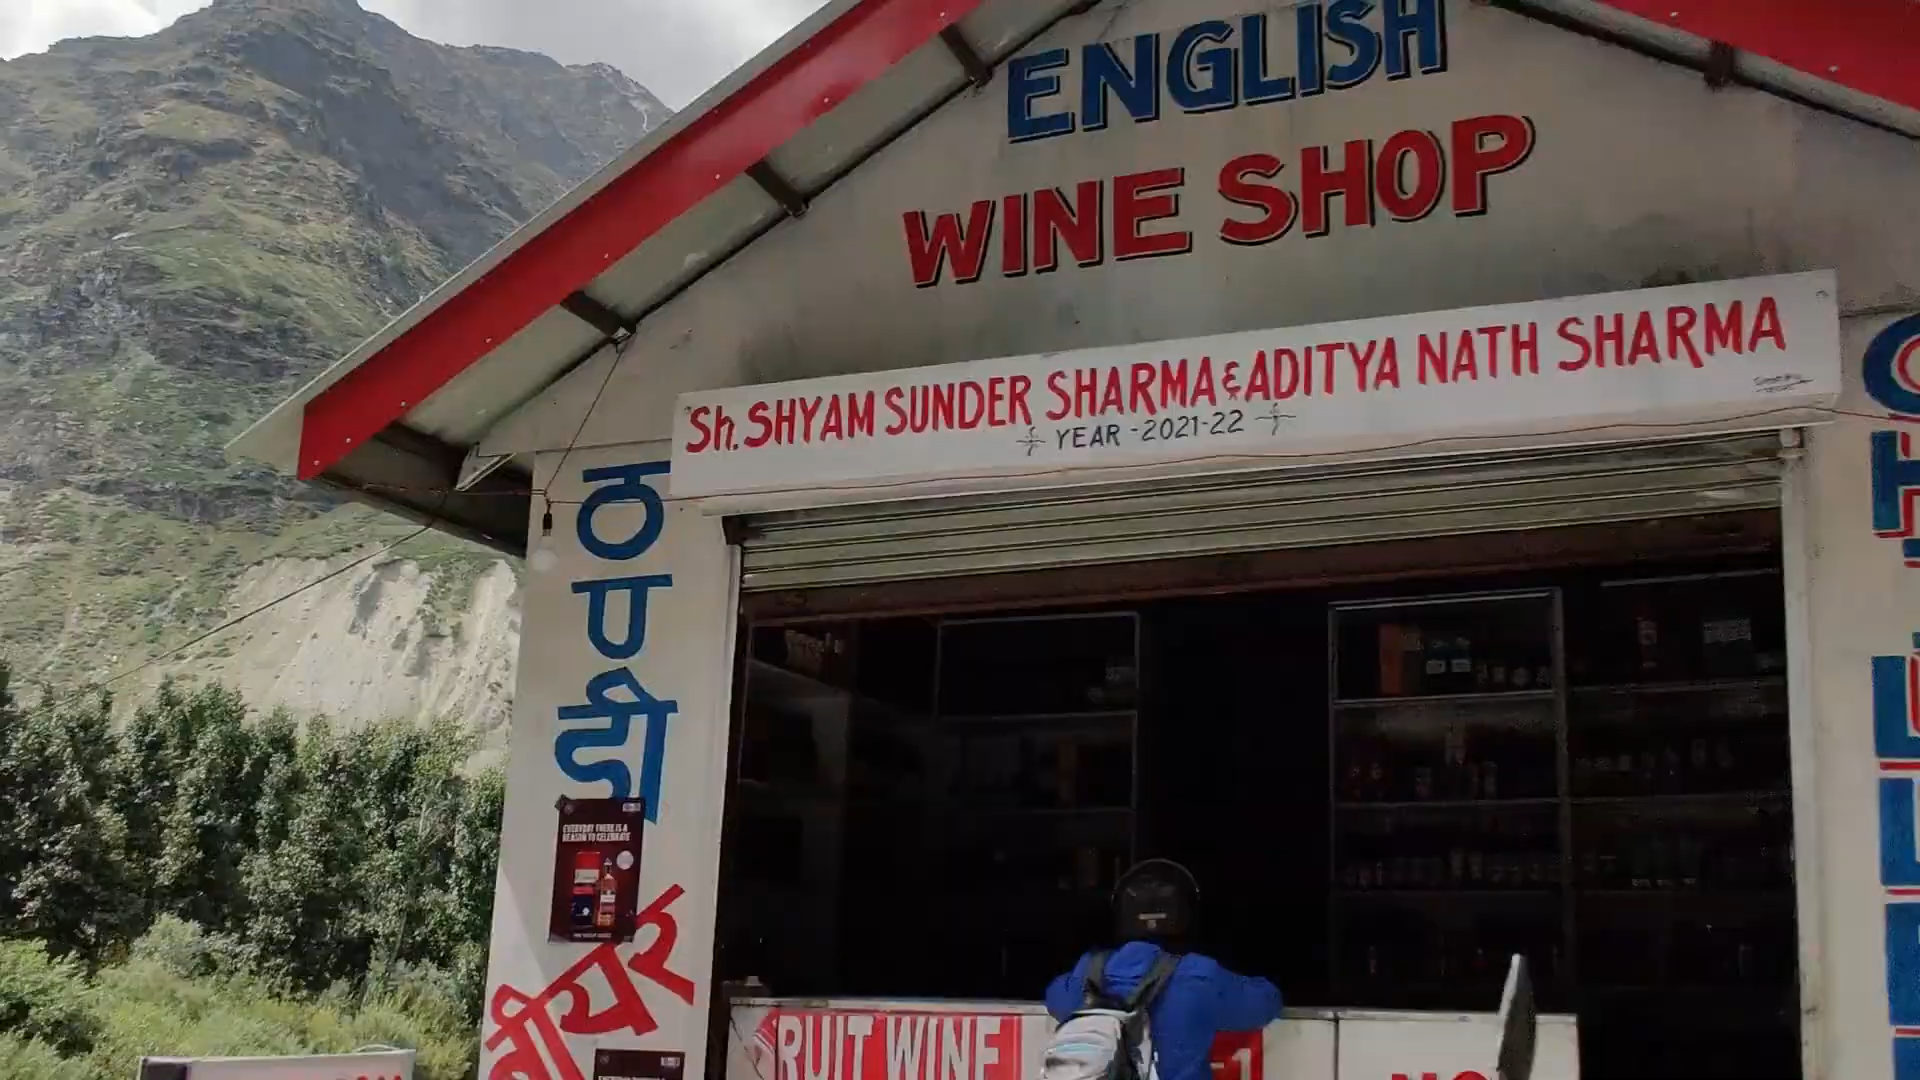 ENGLISH
WINE SHOP
Sh. SHYAM SUNDER SHARMA & ADITYA NATH SHARMA
YEAR - 2021-22
ठण्डी
बीयर
EVERYDAY THERE IS A
REASON TO CELEBRATE
RUIT WINE